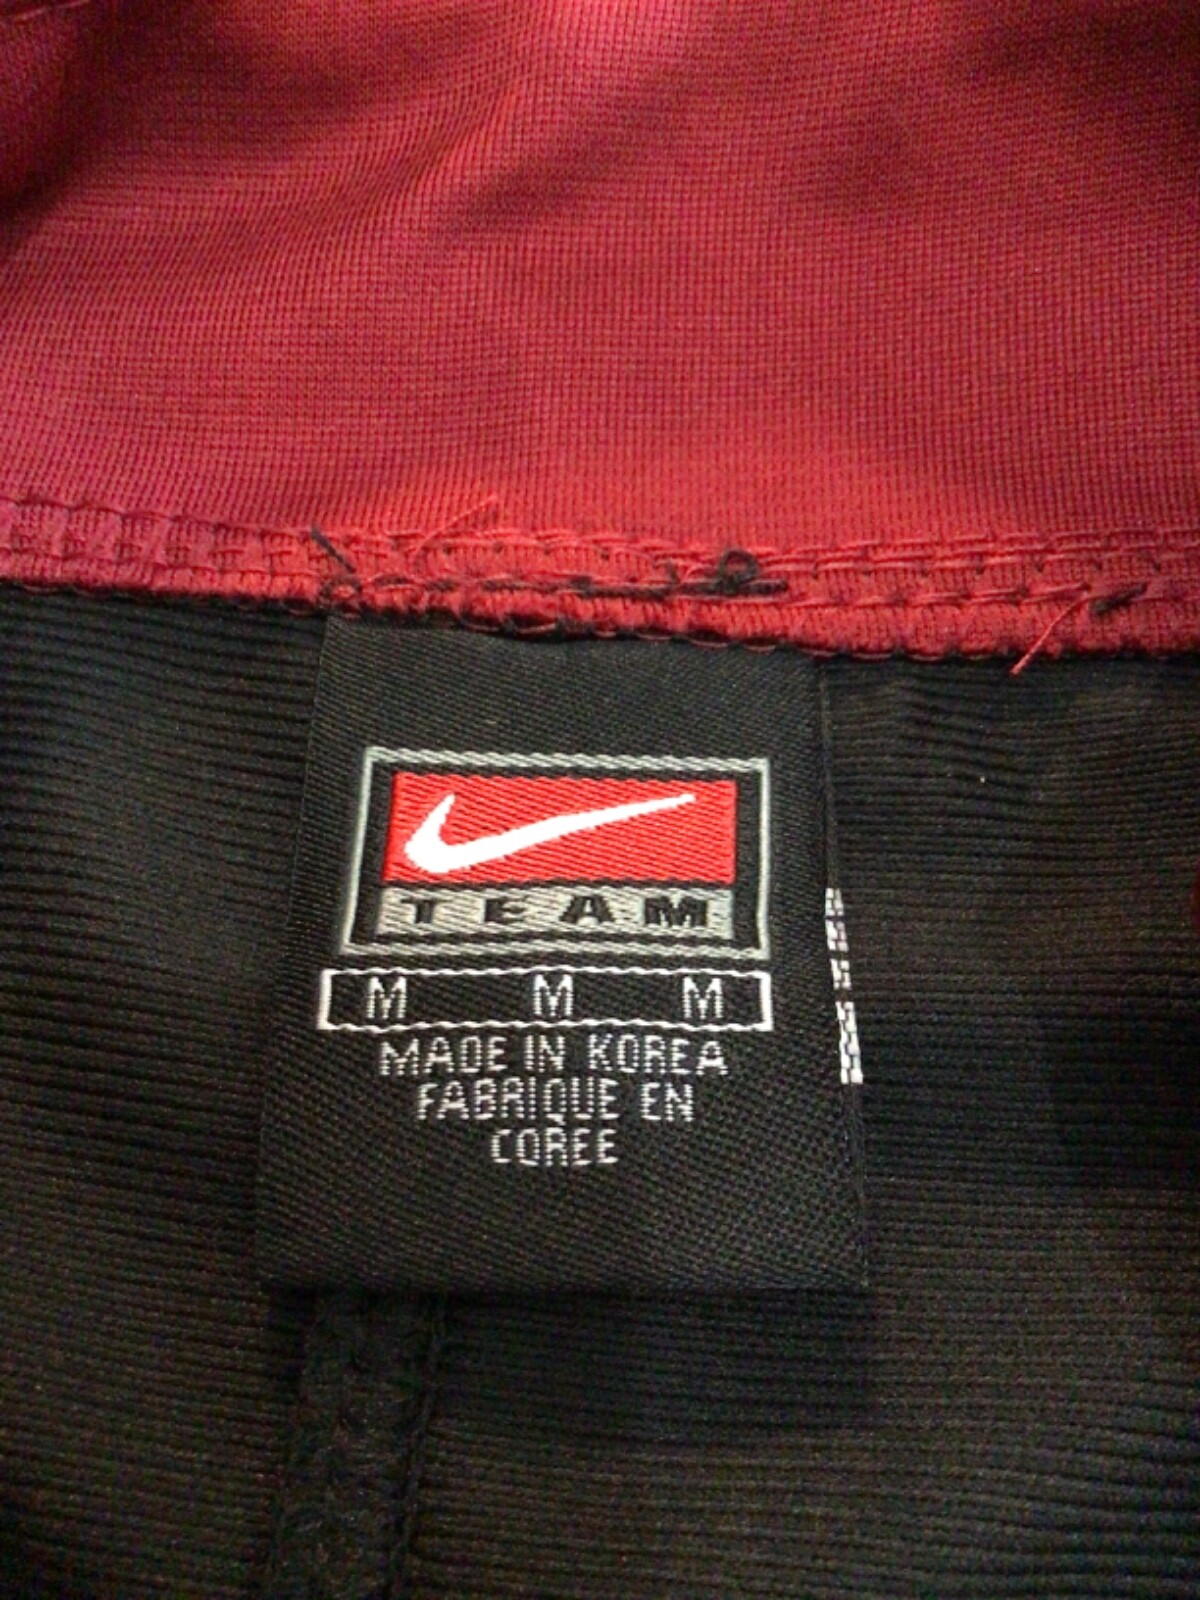 TEAM
M M M
MADE IN KOREA
FABRIQUE EN
COREE